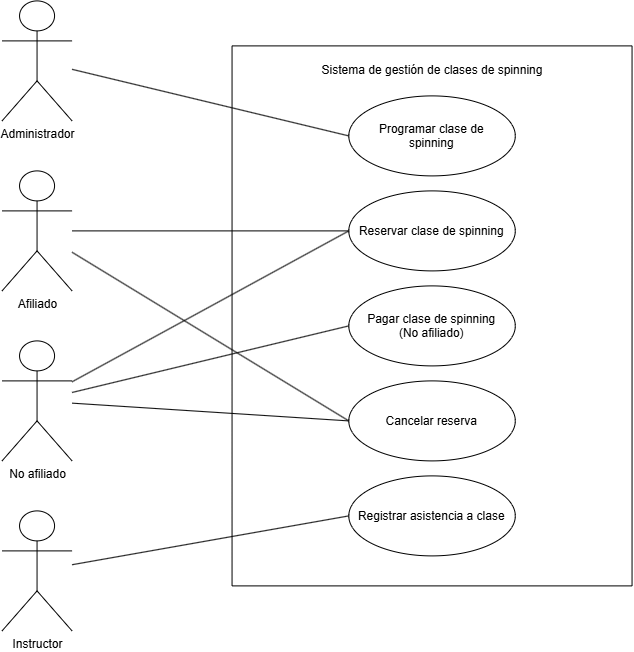 Sistema de gestión de clases de spinning
Administrador
Programar clase de
spinning
Afiliado
Reservar clase de spinning
Pagar clase de spinning
(No afiliado)
No afiliado
Cancelar reserva
Registrar asistencia a clase
Instructor